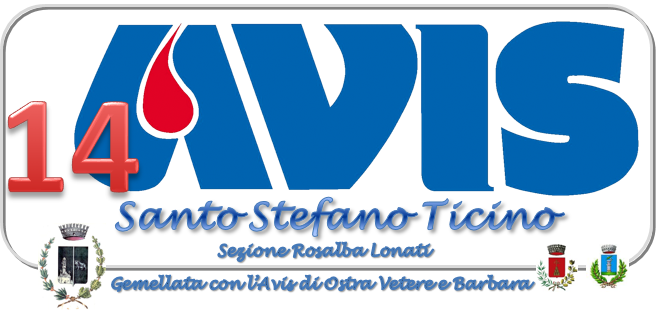 14 AVIS
Santo Stefano Ticino
Sezione Rosalba Lonati
Gemellata con l'Avis di Ostra Vetere e Barbara